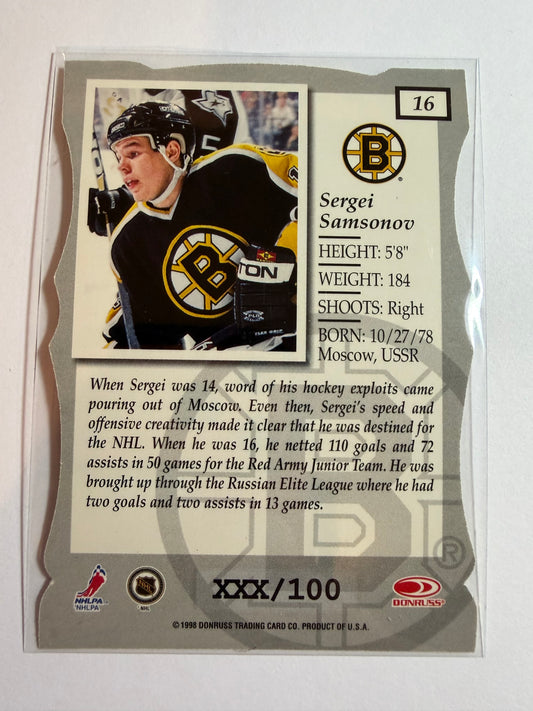 16
B
Sergei
Samsonov
HEIGHT: 5'8"
WEIGHT: 184
SHOOTS: Right
BORN: 10/27/78
Moscow, USSR
When Sergei was 14, word of his hockey exploits came
pouring out of Moscow. Even then, Sergei's speed and
offensive creativity made it clear that he was destined for
the NHL. When he was 16, he netted 110 goals and 72
assists in 50 games for the Red Army Junior Team. He was
brought up through the Russian Elite League where he had
two goals and two assists in 13 games.
NHLPA
NHLPA
NHL
NHL
XXX/100
DONRUSS
©1998 DONRUSS TRADING CARD CO. PRODUCT OF U.S.A.